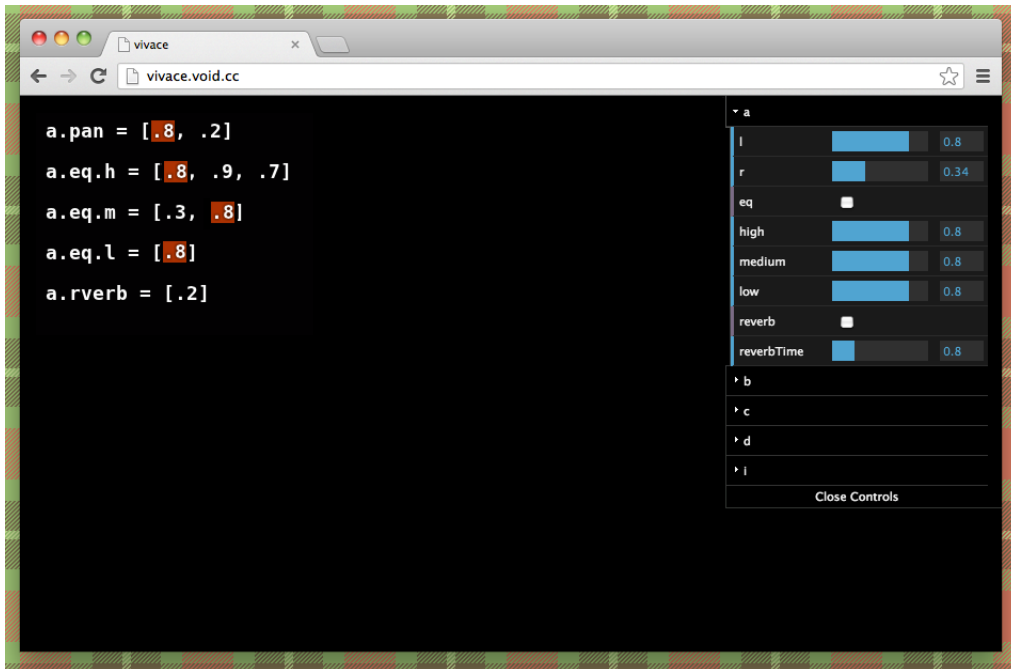 vivace
vivace.void.cc
a.pan = [.8, .2]
a.eq.h = [.8, .9, .7]
a.eq.m = [.3, .8]
a.eq.l = [.8]
a.rverb = [.2]
a
l 0.8
r 0.34
eq
high 0.8
medium 0.8
low 0.8
reverb
reverbTime 0.8
b
c
d
i
Close Controls